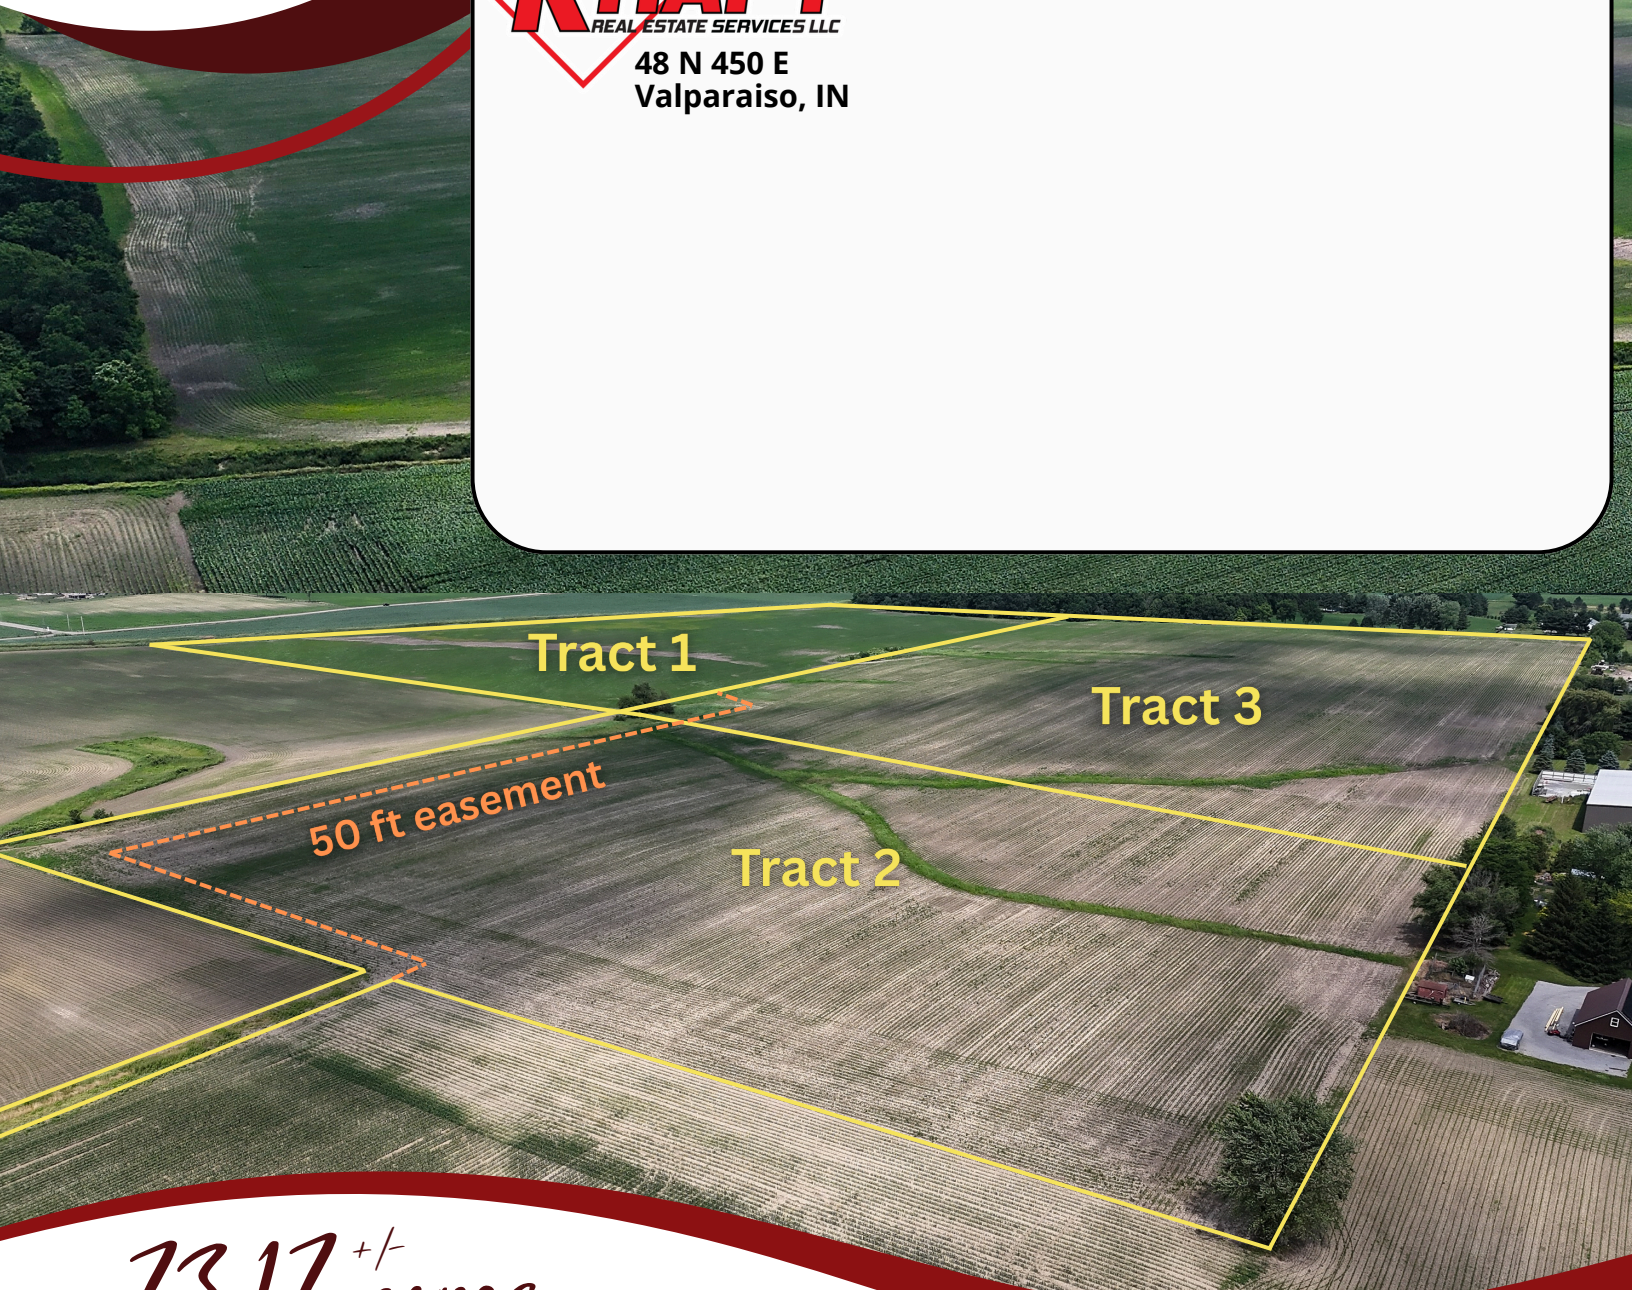 REAL ESTATE SERVICES LLC
48 N 450 E
Valparaiso, IN
Tract 1
Tract 3
50 ft easement
Tract 2
+/-